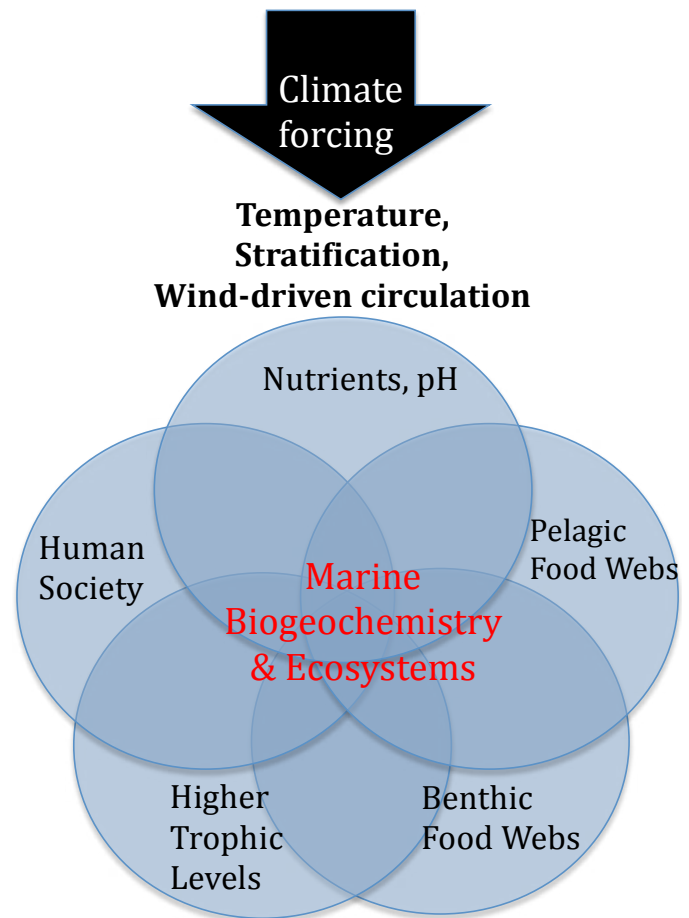 Climate
forcing
Temperature,
Stratification,
Wind-driven circulation
Nutrients, pH
Human
Society
Pelagic
Food Webs
Marine
Biogeochemistry
& Ecosystems
Higher
Trophic
Levels
Benthic
Food Webs